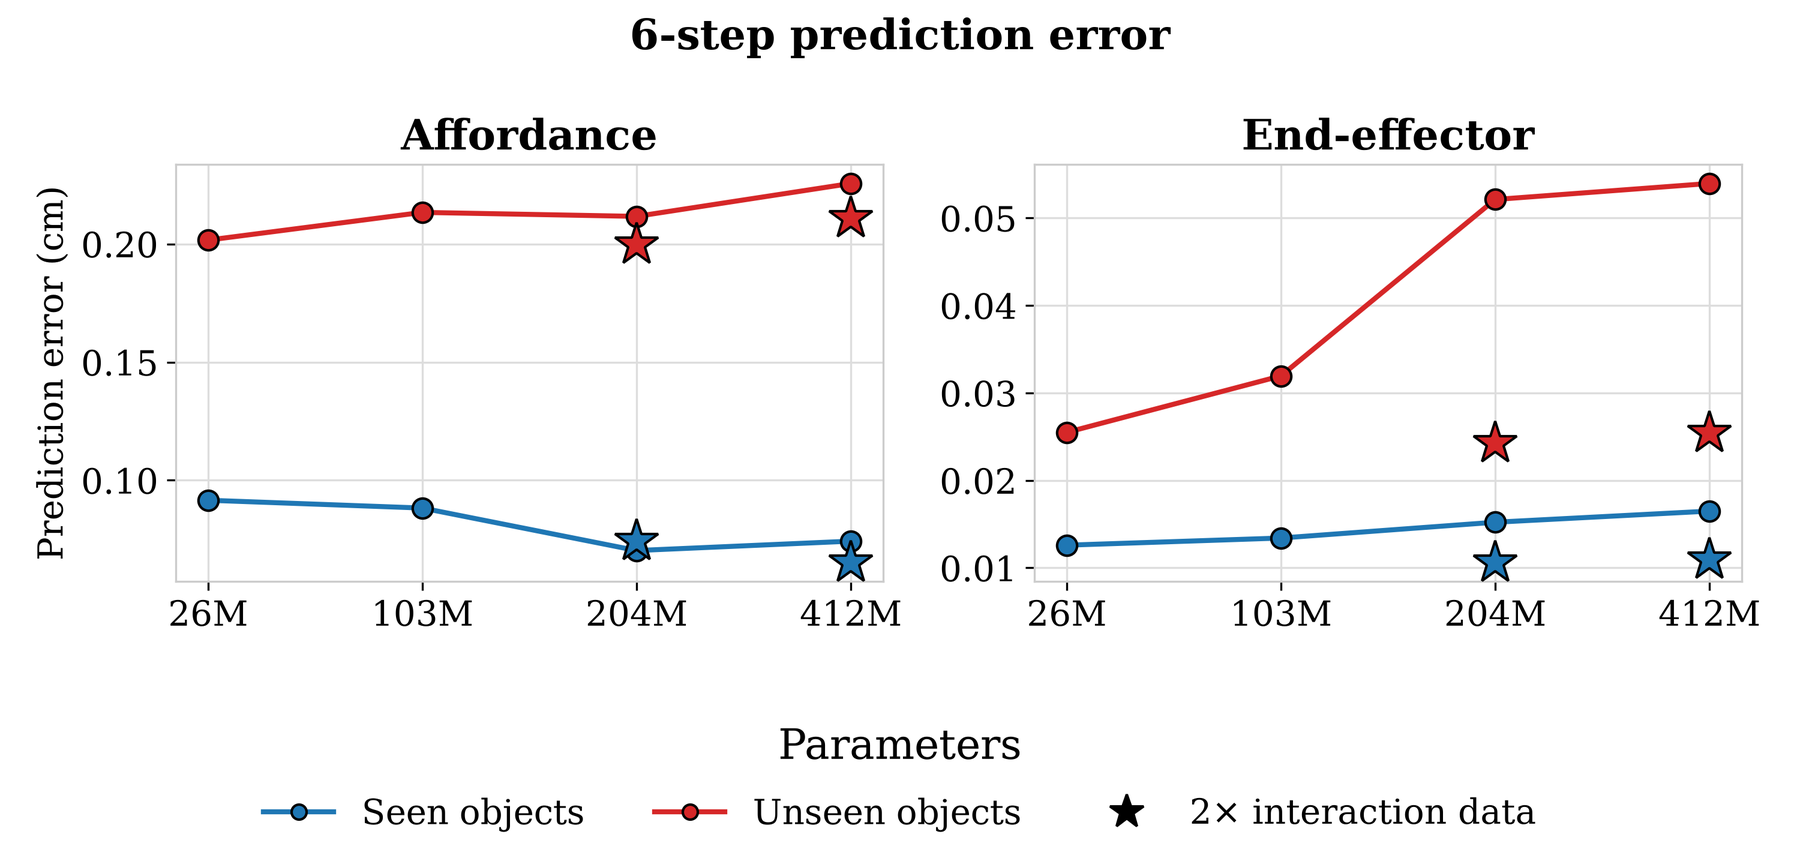 6-step prediction error
Affordance
End-effector
Prediction error (cm)
0.20
0.15
0.10
26M 103M 204M 412M
0.05
0.04
0.03
0.02
0.01
26M 103M 204M 412M
Parameters
Seen objects Unseen objects 2× interaction data